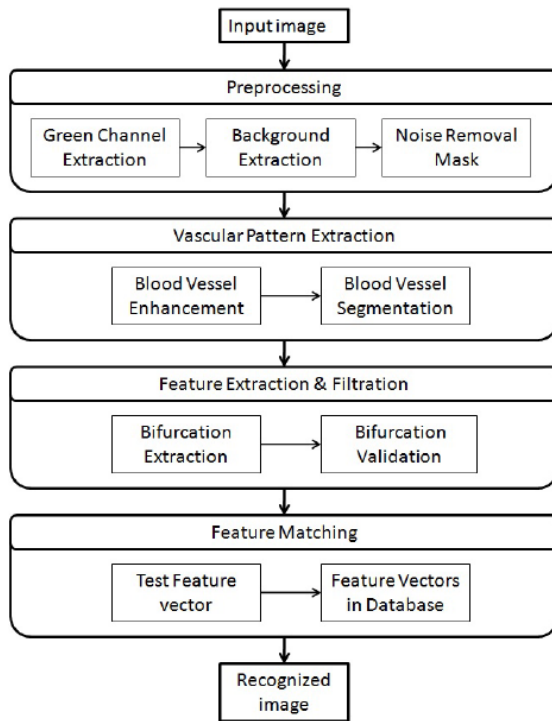 Input image
Preprocessing
Green Channel
Extraction
Background
Extraction
Noise Removal
Mask
Vascular Pattern Extraction
Blood Vessel
Enhancement
Blood Vessel
Segmentation
Feature Extraction & Filtration
Bifurcation
Extraction
Bifurcation
Validation
Feature Matching
Test Feature
vector
Feature Vectors
in Database
Recognized
image